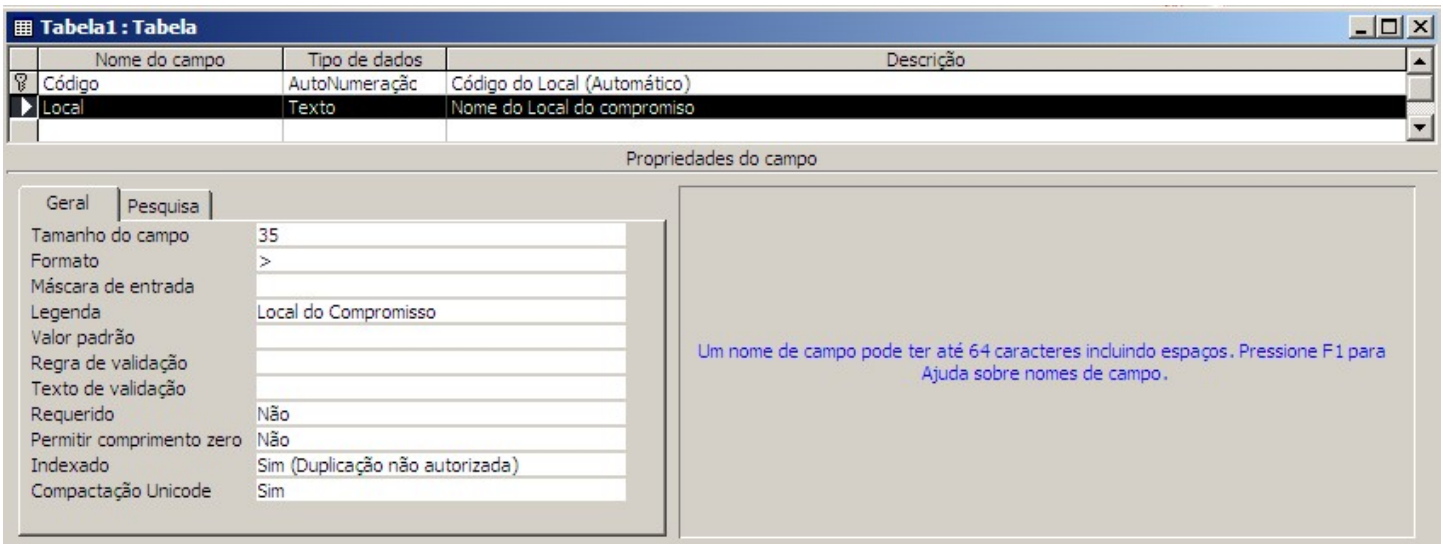 Tabela1 : Tabela
Nome do campo Tipo de dados Descrição
Código AutoNumeração Código do Local (Automático)
Local Texto Nome do Local do compromiso
Propriedades do campo
Geral Pesquisa
Tamanho do campo 35
Formato >
Máscara de entrada
Legenda Local do Compromisso
Valor padrão
Regra de validação
Texto de validação
Requerido Não
Permitir comprimento zero Não
Indexado Sim (Duplicação não autorizada)
Compactação Unicode Sim
Um nome de campo pode ter até 64 caracteres incluindo espaços. Pressione F1 para
Ajuda sobre nomes de campo.